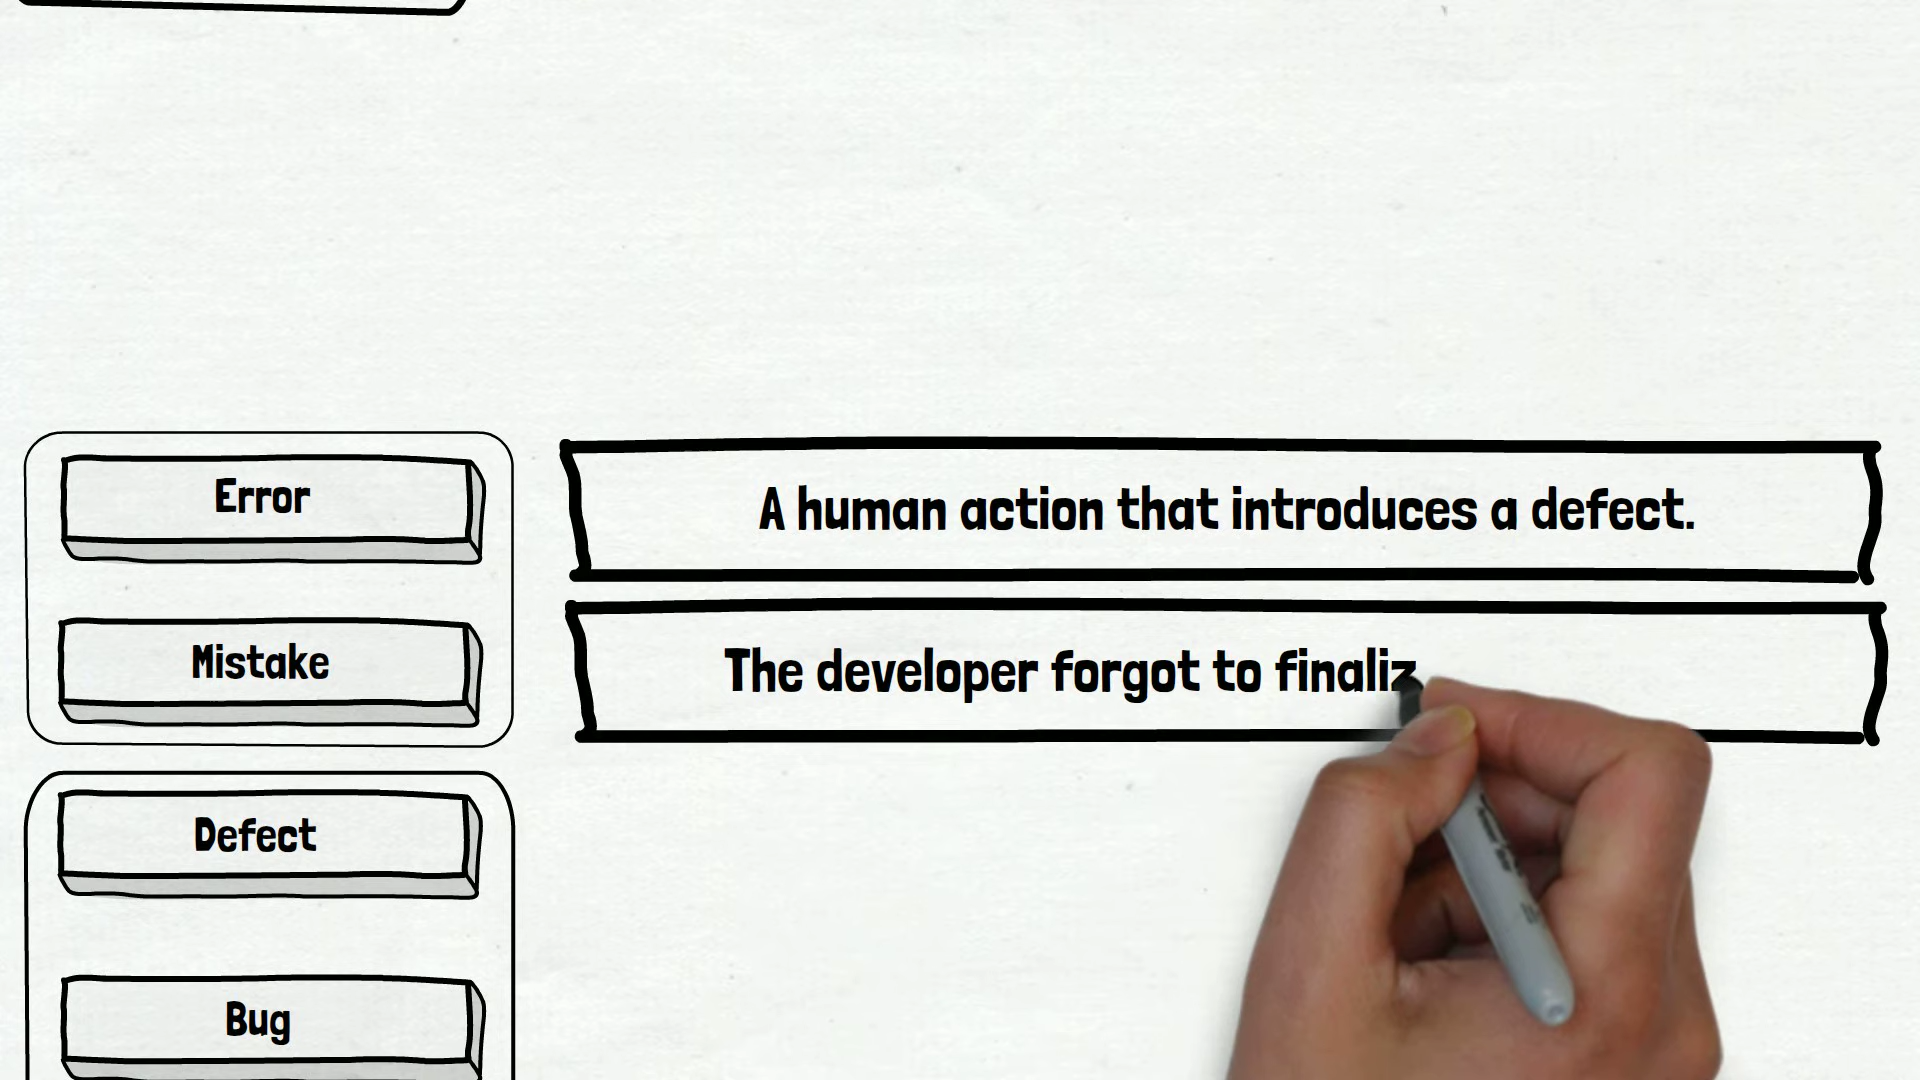 Error
A human action that introduces a defect.
Mistake
The developer forgot to finaliz
Defect
Bug